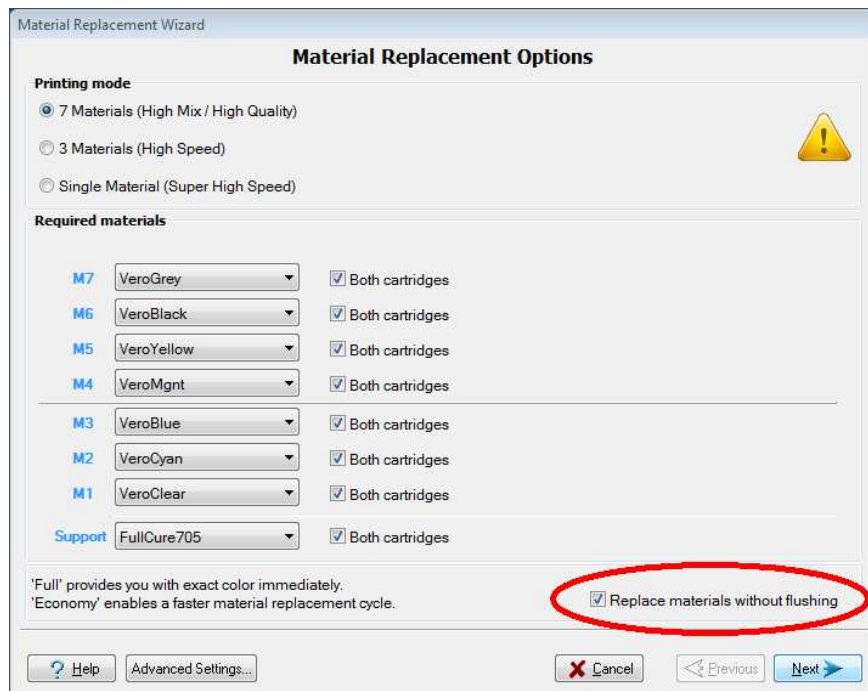 Material Replacement Wizard
Material Replacement Options
Printing mode
7 Materials (High Mix / High Quality)
3 Materials (High Speed)
Single Material (Super High Speed)
Required materials
M7 VeroGrey Both cartridges
M6 VeroBlack Both cartridges
M5 VeroYellow Both cartridges
M4 VeroMgnt Both cartridges
M3 VeroBlue Both cartridges
M2 VeroCyan Both cartridges
M1 VeroClear Both cartridges
Support FullCure705 Both cartridges
'Full' provides you with exact color immediately.
'Economy' enables a faster material replacement cycle.
Replace materials without flushing
Help Advanced Settings... Cancel Previous Next